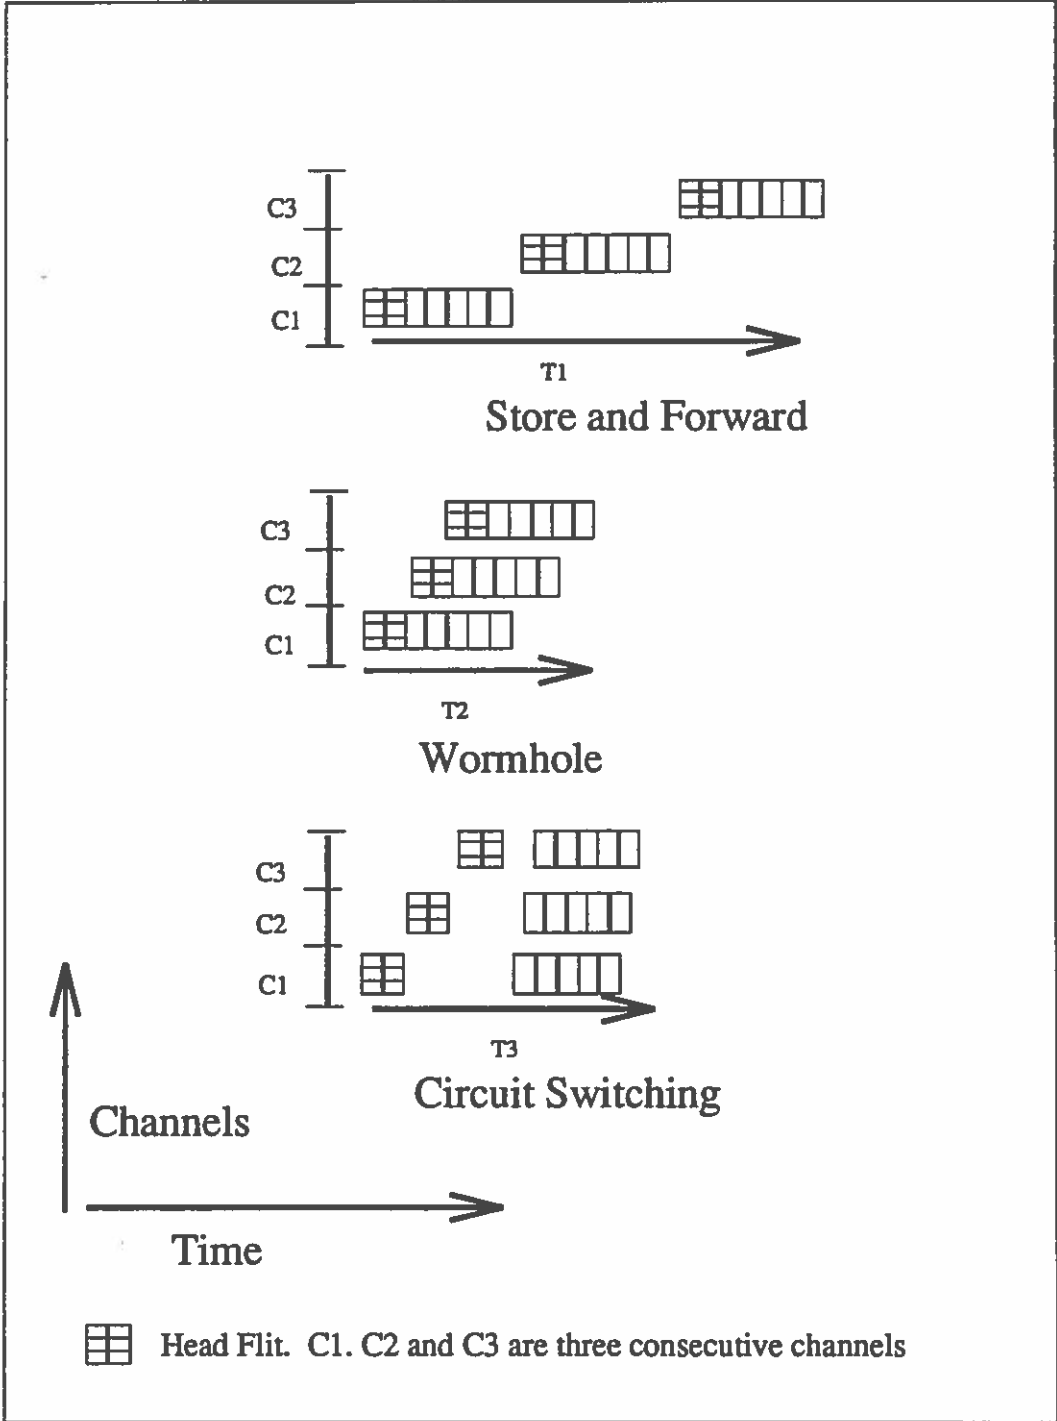 C3
C2
C1
T1
Store and Forward
C3
C2
C1
T2
Wormhole
C3
C2
C1
T3
Circuit Switching
Channels
Time
Head Flit. C1. C2 and C3 are three consecutive channels